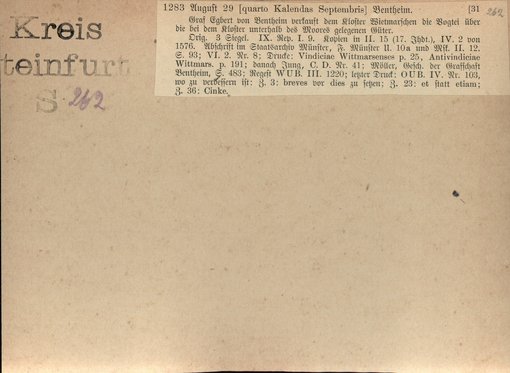 Kreis
teinfurt
S 262
1283 August 29 [quarto Kalendas Septembris] Bentheim. [3] 262
Graf Egbert von Bentheim verkauft dem Kloster Wietmarschen die Vogtei über
die bei dem Kloster unterhalb des Moores gelegenen Güter.
Orig. 3 Siegel. IX. Rep. I. 9. Kopien in II. 15 (17. Jhdt.), IV. 2 von
1576. Abschrift im Staatsarchiv Münster, F. Münster U. 10a und Msk. II. 12.
S. 93; VI. 2. Nr. 8; Drucke: Vindiciae Wittmarsenses p. 25, Antivindiciae
Wittmars. p. 191; danach Jung, C. D. Nr. 41; Möller, Gesch. der Grafschaft
Bentheim, S. 483; Regest WUB. III. 1220; letzter Druck: OUB. IV. Nr. 103,
wo zu verbessern ist: Z. 3: breves vor dies zu setzen; Z. 23: et statt etiam;
Z. 36: Cinke.